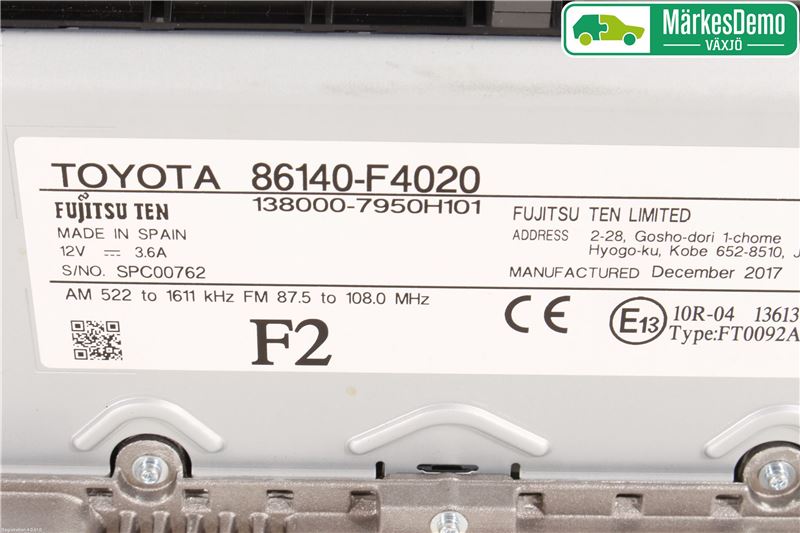 MärkesDemo
VÄXJÖ
TOYOTA 86140-F4020
FUJITSU TEN 138000-7950H101
MADE IN SPAIN
12V 3.6A
S/NO. SPC00762
FUJITSU TEN LIMITED
ADDRESS 2-28, Gosho-dori 1-chome
Hyogo-ku, Kobe 652-8510, J
MANUFACTURED December 2017
AM 522 to 1611 kHz FM 87.5 to 108.0 MHz
F2
CE
E13
10R-04 13613
Type:FT0092A